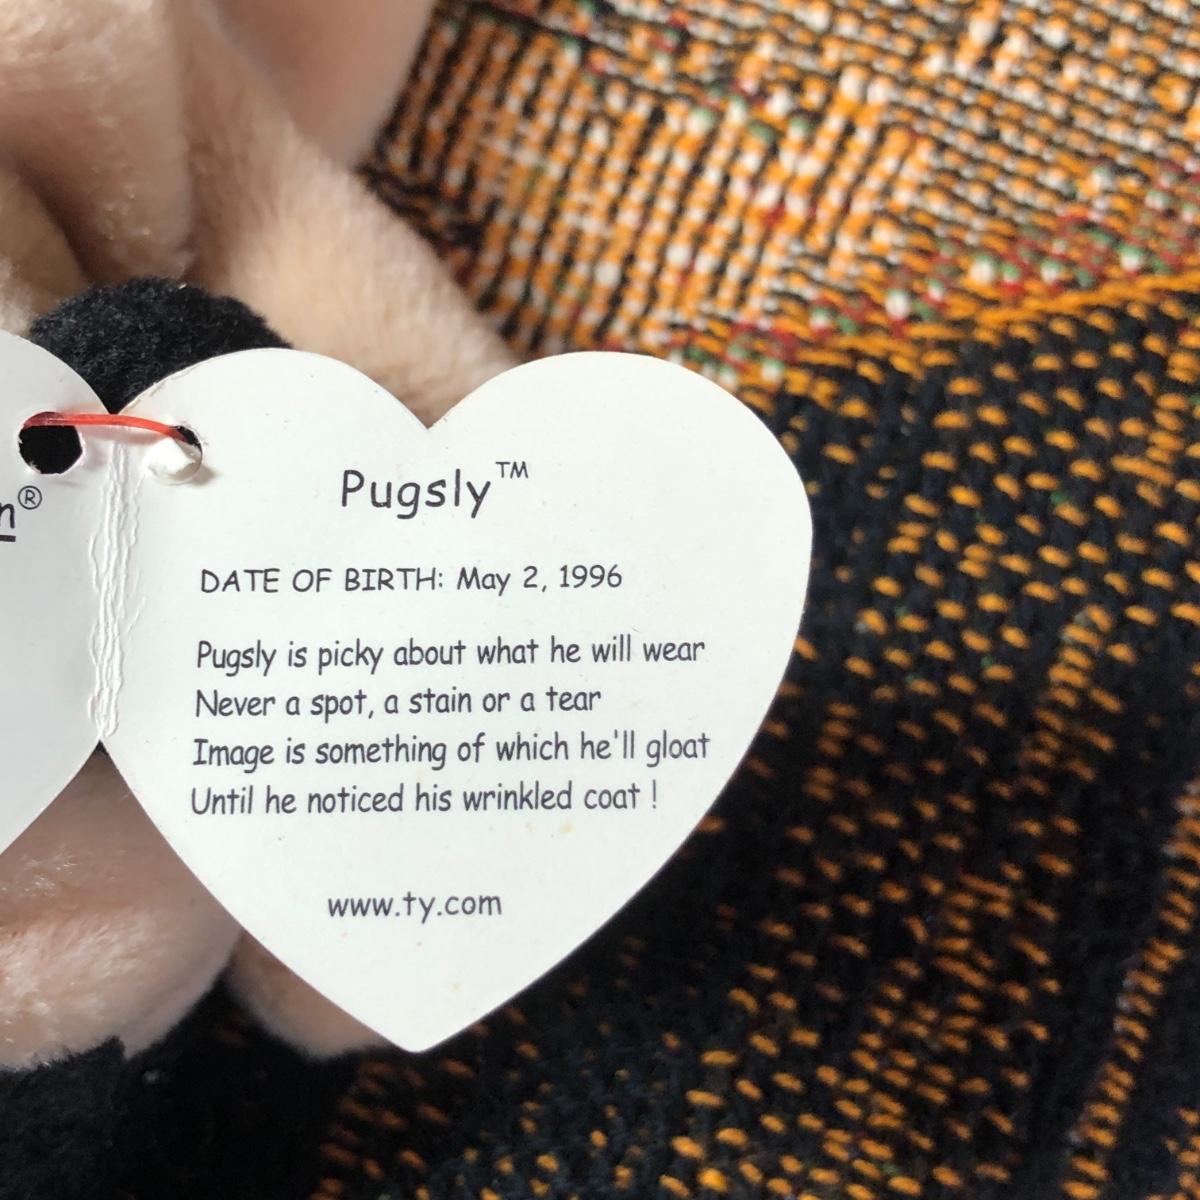 n®
Pugsly™
DATE OF BIRTH: May 2, 1996
Pugsly is picky about what he will wear
Never a spot, a stain or a tear
Image is something of which he'll gloat
Until he noticed his wrinkled coat !
www.ty.com